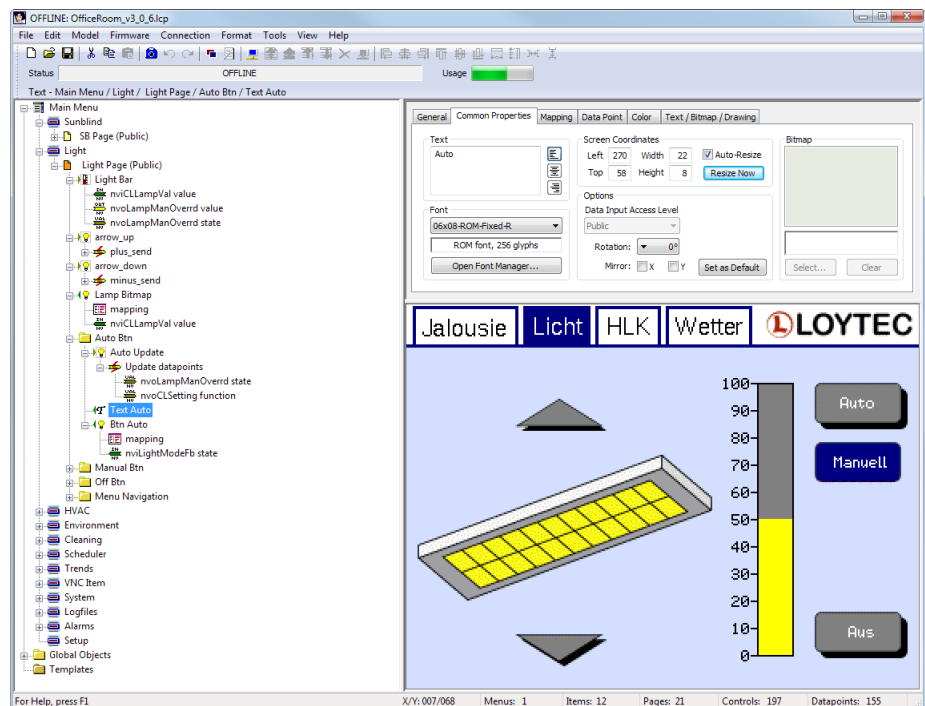 OFFLINE: OfficeRoom_v3_0_6.lcp
File Edit Model Firmware Connection Format Tools View Help
Status OFFLINE Usage
Text - Main Menu / Light / Light Page / Auto Btn / Text Auto
Main Menu
Sunblind
SB Page (Public)
Light
Light Page (Public)
Light Bar
nviCLLampVal value
nvoLampManOverrd value
nvoLampManOverrd state
arrow_up
plus_send
arrow_down
minus_send
Lamp Bitmap
mapping
nviCLLampVal value
Auto Btn
Auto Update
Update datapoints
nvoLampManOverrd state
nvoCLSetting function
Text Auto
Btn Auto
mapping
nviLightModeFb state
Manual Btn
Off Btn
Menu Navigation
HVAC
Environment
Cleaning
Scheduler
Trends
VNC Item
System
Logfiles
Alarms
Setup
Global Objects
Templates
General Common Properties Mapping Data Point Color Text / Bitmap / Drawing
Text
Auto
Font
06x08-ROM-Fixed-R
ROM font, 256 glyphs
Open Font Manager...
Screen Coordinates
Left 270 Width 22 Auto-Resize
Top 58 Height 8 Resize Now
Options
Data Input Access Level
Public
Rotation: 0°
Mirror: X Y Set as Default
Bitmap
Select... Clear
Jalousie Licht HLK Wetter LOYTEC
100
90
80
70
60
50
40
30
20
10
0
Auto
Manuell
Aus
For Help, press F1 X/Y: 007/068 Menus: 1 Items: 12 Pages: 21 Controls: 197 Datapoints: 155